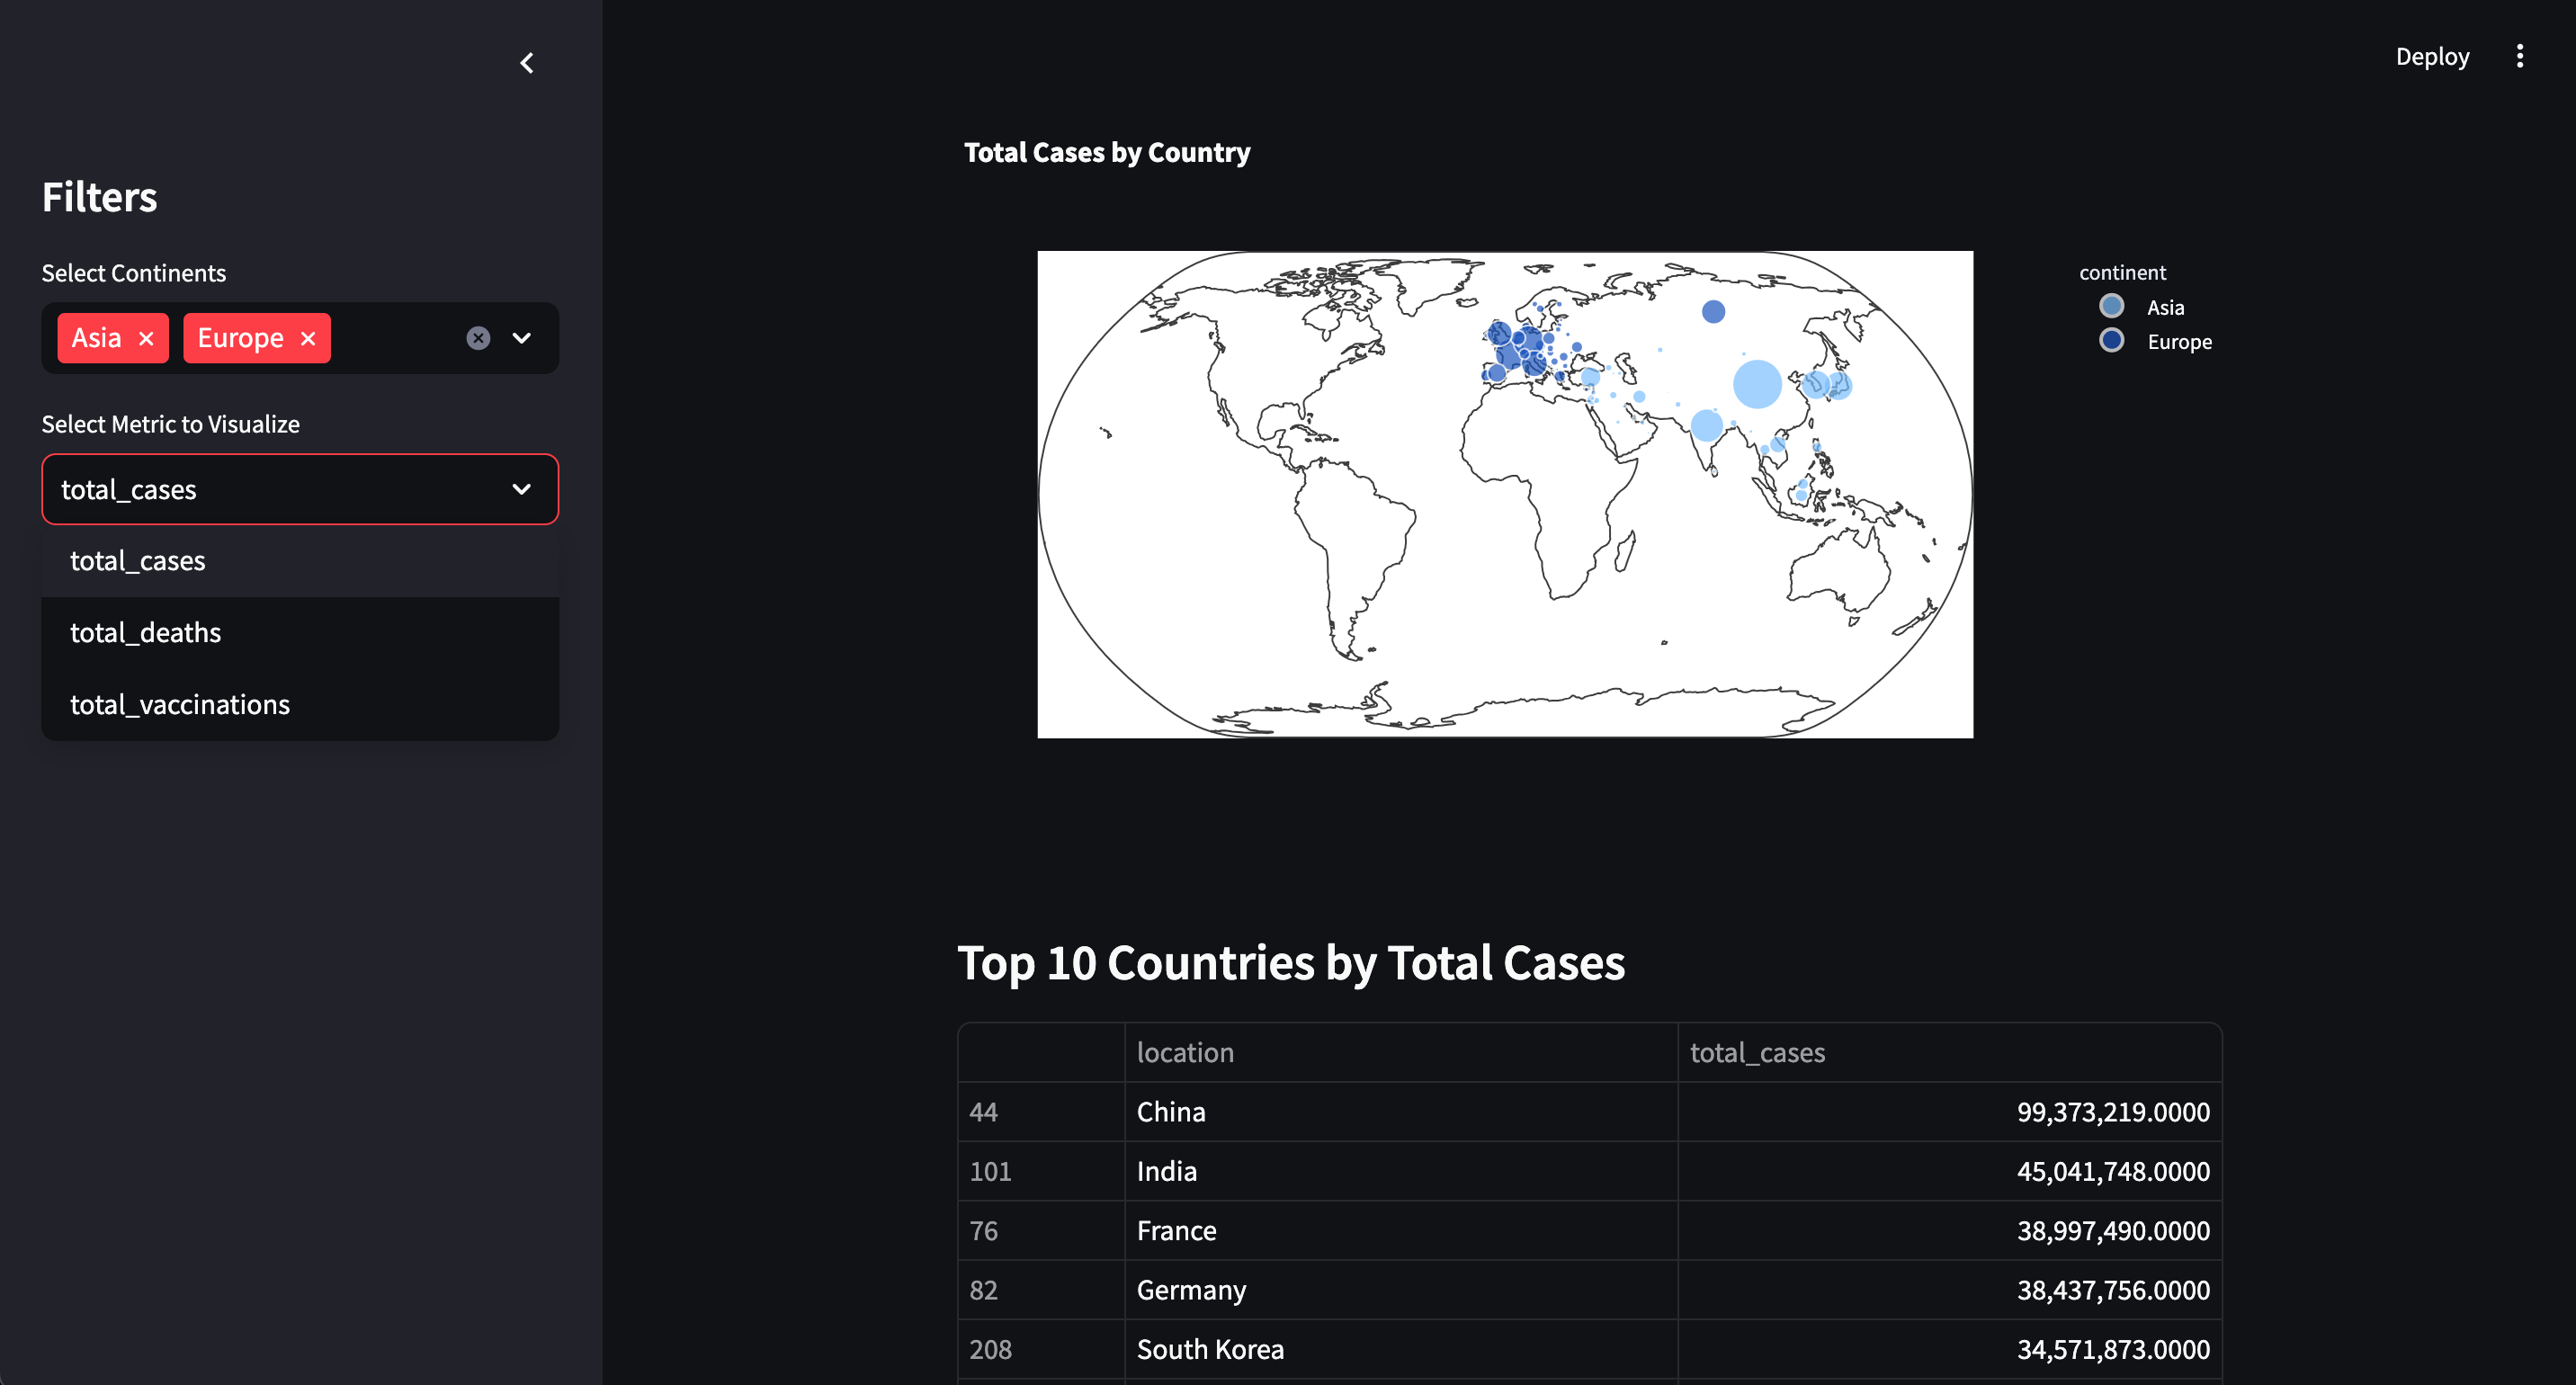 Deploy
Filters
Select Continents
Asia
Europe
Select Metric to Visualize
total_cases
total_cases
total_deaths
total_vaccinations
Total Cases by Country
continent
Asia
Europe
Top 10 Countries by Total Cases
location total_cases
44 China 99,373,219.0000
101 India 45,041,748.0000
76 France 38,997,490.0000
82 Germany 38,437,756.0000
208 South Korea 34,571,873.0000